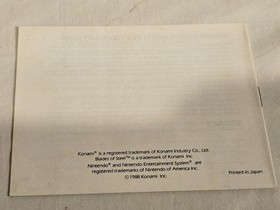 Konami® is a registered trademark of Konami Industry Co., Ltd.
Blades of Steel™ is a trademark of Konami Inc.
Nintendo® and Nintendo Entertainment System® are
registered trademarks of Nintendo of America Inc.
© 1988 Konami Inc.
Printed in Japan